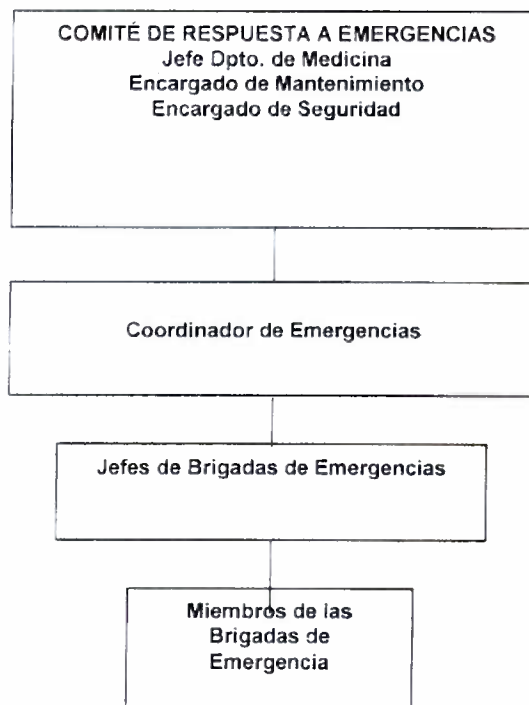 COMITÉ DE RESPUESTA A EMERGENCIAS
Jefe Dpto. de Medicina
Encargado de Mantenimiento
Encargado de Seguridad
Coordinador de Emergencias
Jefes de Brigadas de Emergencias
Miembros de las
Brigadas de
Emergencia